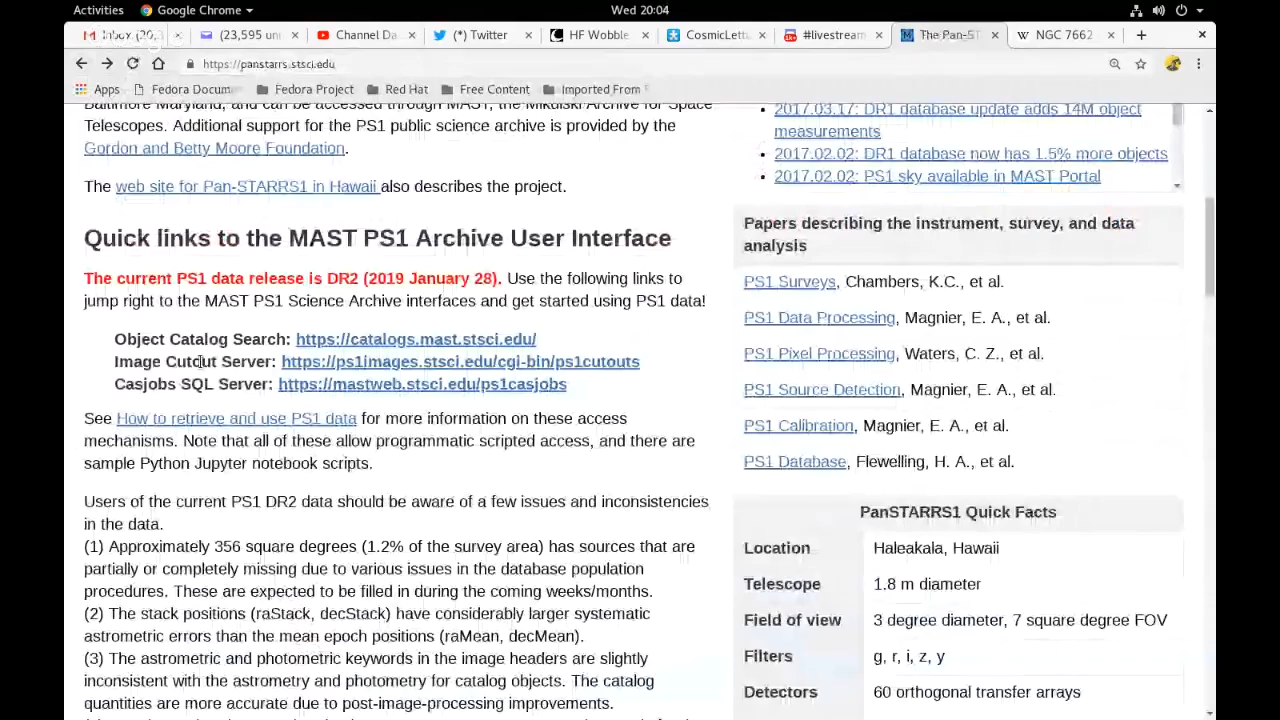 Activities Google Chrome Wed 20:04
Inbox (20, (23,595 un Channel Da (*) Twitter HF Wobble CosmicLett #livestream The Pan-ST NGC 7662
https://panstarrs.stsci.edu
Apps Fedora Docum Fedora Project Red Hat Free Content Imported From
Baltimore Maryland, and can be accessed through MAST, the Mikulski Archive for Space
Telescopes. Additional support for the PS1 public science archive is provided by the
Gordon and Betty Moore Foundation.
The web site for Pan-STARRS1 in Hawaii also describes the project.
Quick links to the MAST PS1 Archive User Interface
The current PS1 data release is DR2 (2019 January 28). Use the following links to
jump right to the MAST PS1 Science Archive interfaces and get started using PS1 data!
Object Catalog Search: https://catalogs.mast.stsci.edu/
Image Cutout Server: https://ps1images.stsci.edu/cgi-bin/ps1cutouts
Casjobs SQL Server: https://mastweb.stsci.edu/ps1casjobs
See How to retrieve and use PS1 data for more information on these access
mechanisms. Note that all of these allow programmatic scripted access, and there are
sample Python Jupyter notebook scripts.
Users of the current PS1 DR2 data should be aware of a few issues and inconsistencies
in the data.
(1) Approximately 356 square degrees (1.2% of the survey area) has sources that are
partially or completely missing due to various issues in the database population
procedures. These are expected to be filled in during the coming weeks/months.
(2) The stack positions (raStack, decStack) have considerably larger systematic
astrometric errors than the mean epoch positions (raMean, decMean).
(3) The astrometric and photometric keywords in the image headers are slightly
inconsistent with the astrometry and photometry for catalog objects. The catalog
quantities are more accurate due to post-image-processing improvements.
2017.03.17: DR1 database update adds 14M object
measurements
2017.02.02: DR1 database now has 1.5% more objects
2017.02.02: PS1 sky available in MAST Portal
Papers describing the instrument, survey, and data
analysis
PS1 Surveys, Chambers, K.C., et al.
PS1 Data Processing, Magnier, E. A., et al.
PS1 Pixel Processing, Waters, C. Z., et al.
PS1 Source Detection, Magnier, E. A., et al.
PS1 Calibration, Magnier, E. A., et al.
PS1 Database, Flewelling, H. A., et al.
PanSTARRS1 Quick Facts
Location Haleakala, Hawaii
Telescope 1.8 m diameter
Field of view 3 degree diameter, 7 square degree FOV
Filters g, r, i, z, y
Detectors 60 orthogonal transfer arrays